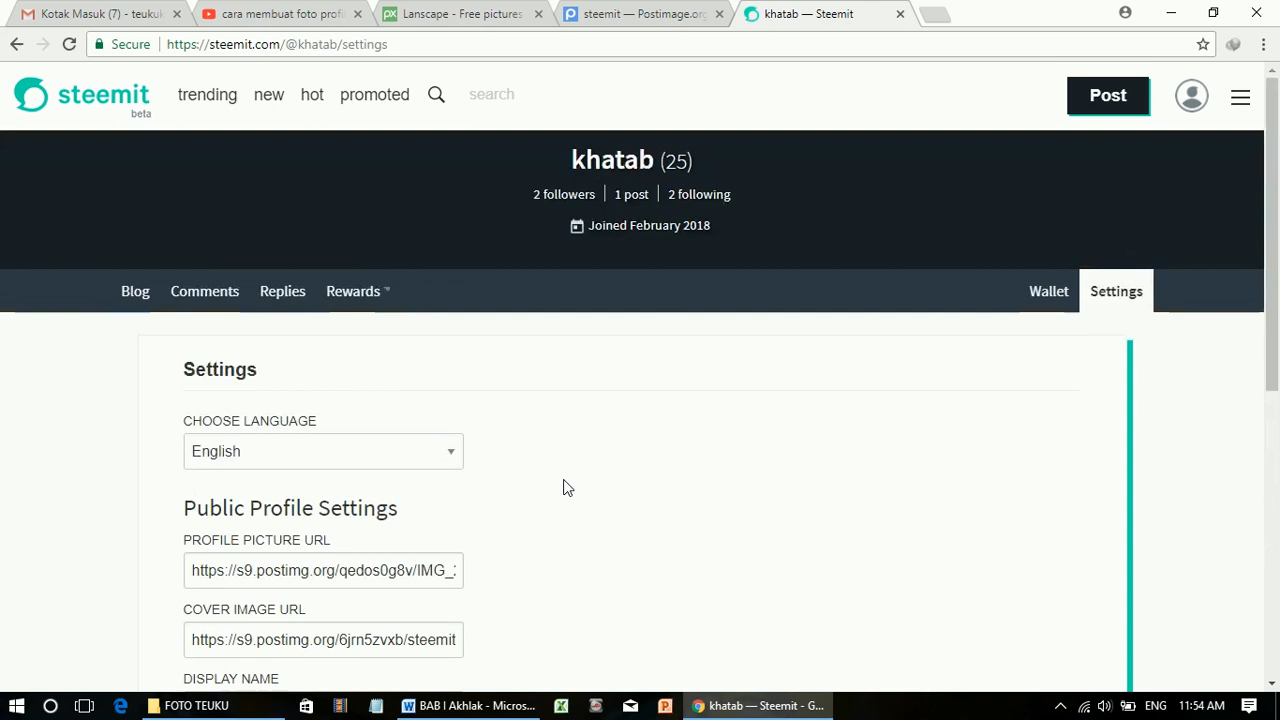 Kotak Masuk (7) - teukuk
cara membuat foto profil
Lanscape - Free pictures
steemit — Postimage.org
khatab — Steemit
Secure
https://steemit.com/@khatab/settings
steemit
beta
trending
new
hot
promoted
search
Post
khatab (25)
2 followers
1 post
2 following
Joined February 2018
Blog
Comments
Replies
Rewards
Wallet
Settings
Settings
CHOOSE LANGUAGE
English
Public Profile Settings
PROFILE PICTURE URL
https://s9.postimg.org/qedos0g8v/IMG_
COVER IMAGE URL
https://s9.postimg.org/6jrn5zvxb/steemit
DISPLAY NAME
FOTO TEUKU
BAB I Akhlak - Micros...
khatab — Steemit - G...
ENG
11:54 AM